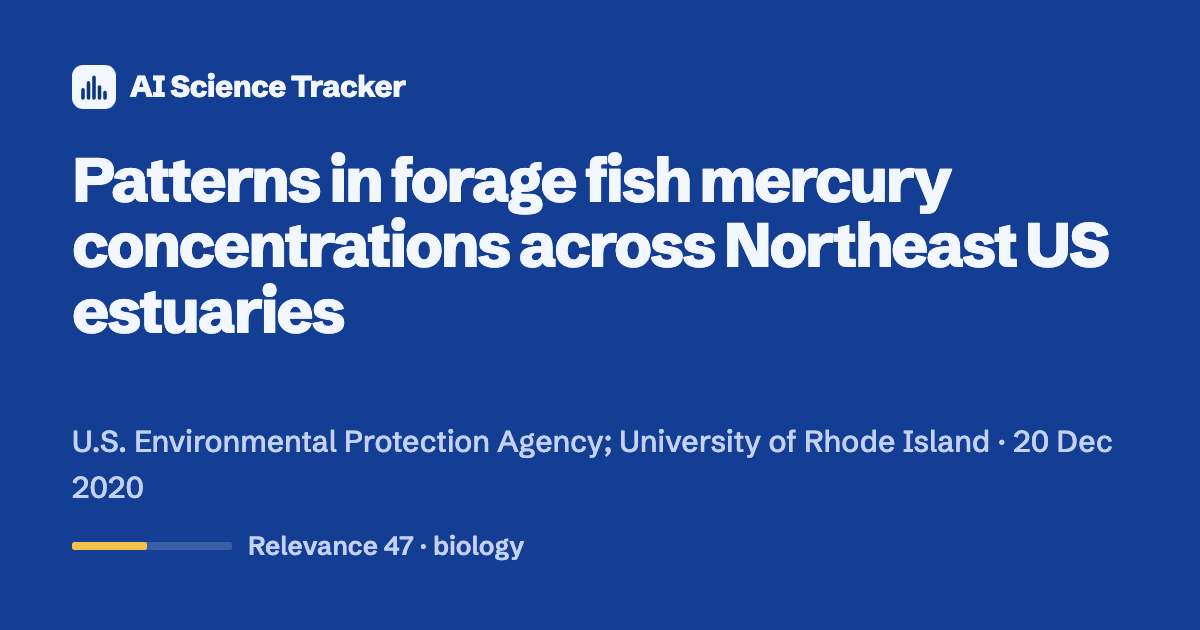 AI Science Tracker
Patterns in forage fish mercury
concentrations across Northeast US
estuaries
U.S. Environmental Protection Agency; University of Rhode Island · 20 Dec
2020
Relevance 47 · biology